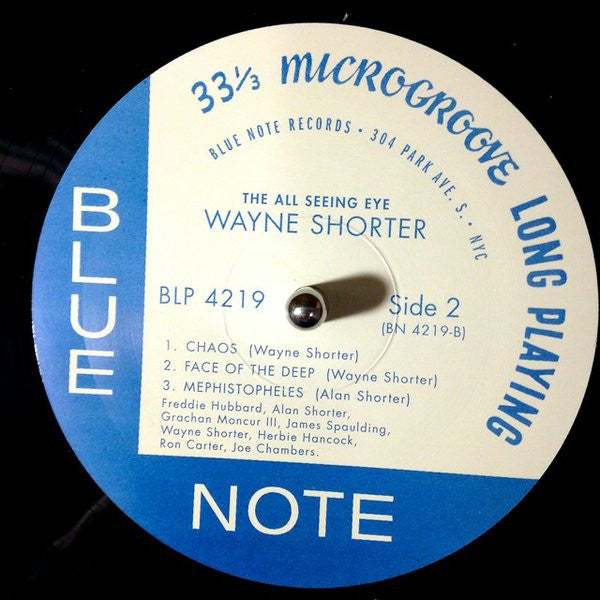 33⅓ MICROGROOVE LONG PLAYING
BLUE NOTE RECORDS • 304 PARK AVE. S. • NYC
THE ALL SEEING EYE
WAYNE SHORTER
BLP 4219
Side 2
(BN 4219-B)
1. CHAOS (Wayne Shorter)
2. FACE OF THE DEEP (Wayne Shorter)
3. MEPHISTOPHELES (Alan Shorter)
Freddie Hubbard, Alan Shorter,
Grachan Moncur III, James Spaulding,
Wayne Shorter, Herbie Hancock,
Ron Carter, Joe Chambers.
BLUE
NOTE